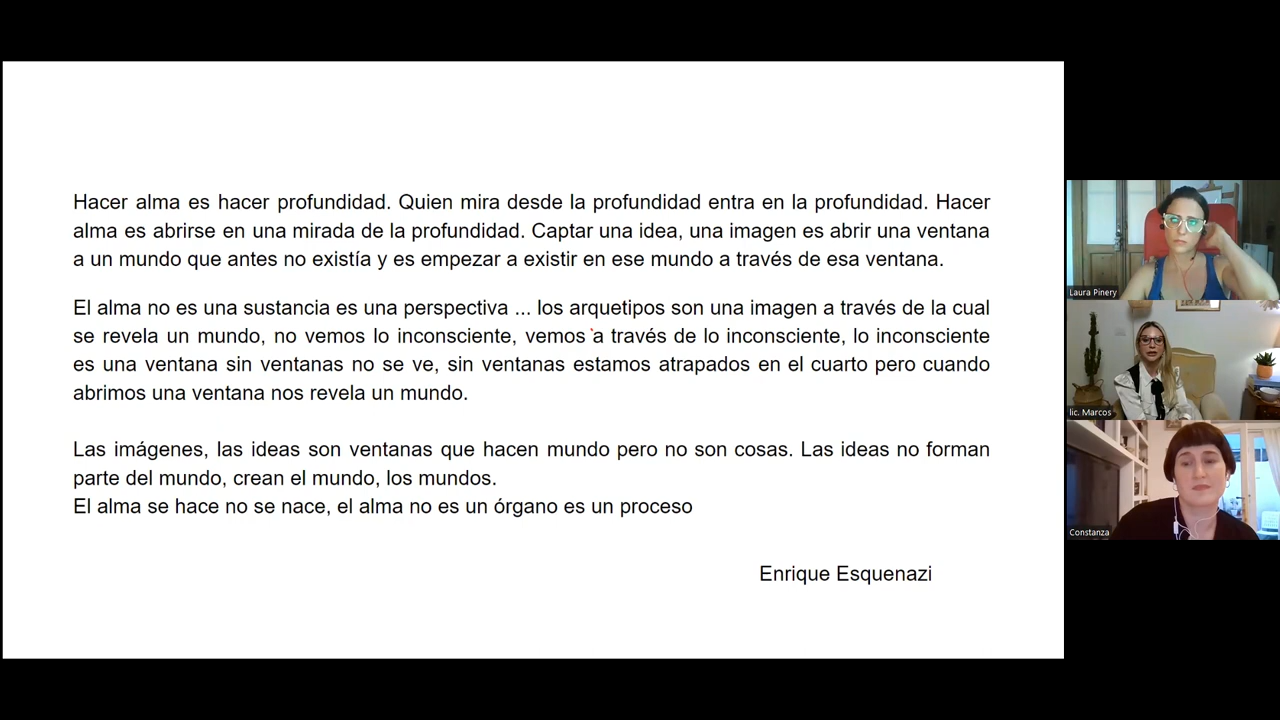 Hacer alma es hacer profundidad. Quien mira desde la profundidad entra en la profundidad. Hacer
alma es abrirse en una mirada de la profundidad. Captar una idea, una imagen es abrir una ventana
a un mundo que antes no existía y es empezar a existir en ese mundo a través de esa ventana.
El alma no es una sustancia es una perspectiva ... los arquetipos son una imagen a través de la cual
se revela un mundo, no vemos lo inconsciente, vemos a través de lo inconsciente, lo inconsciente
es una ventana sin ventanas no se ve, sin ventanas estamos atrapados en el cuarto pero cuando
abrimos una ventana nos revela un mundo.
Las imágenes, las ideas son ventanas que hacen mundo pero no son cosas. Las ideas no forman
parte del mundo, crean el mundo, los mundos.
El alma se hace no se nace, el alma no es un órgano es un proceso
Enrique Esquenazi
Laura Pinery
lic. Marcos
Constanza